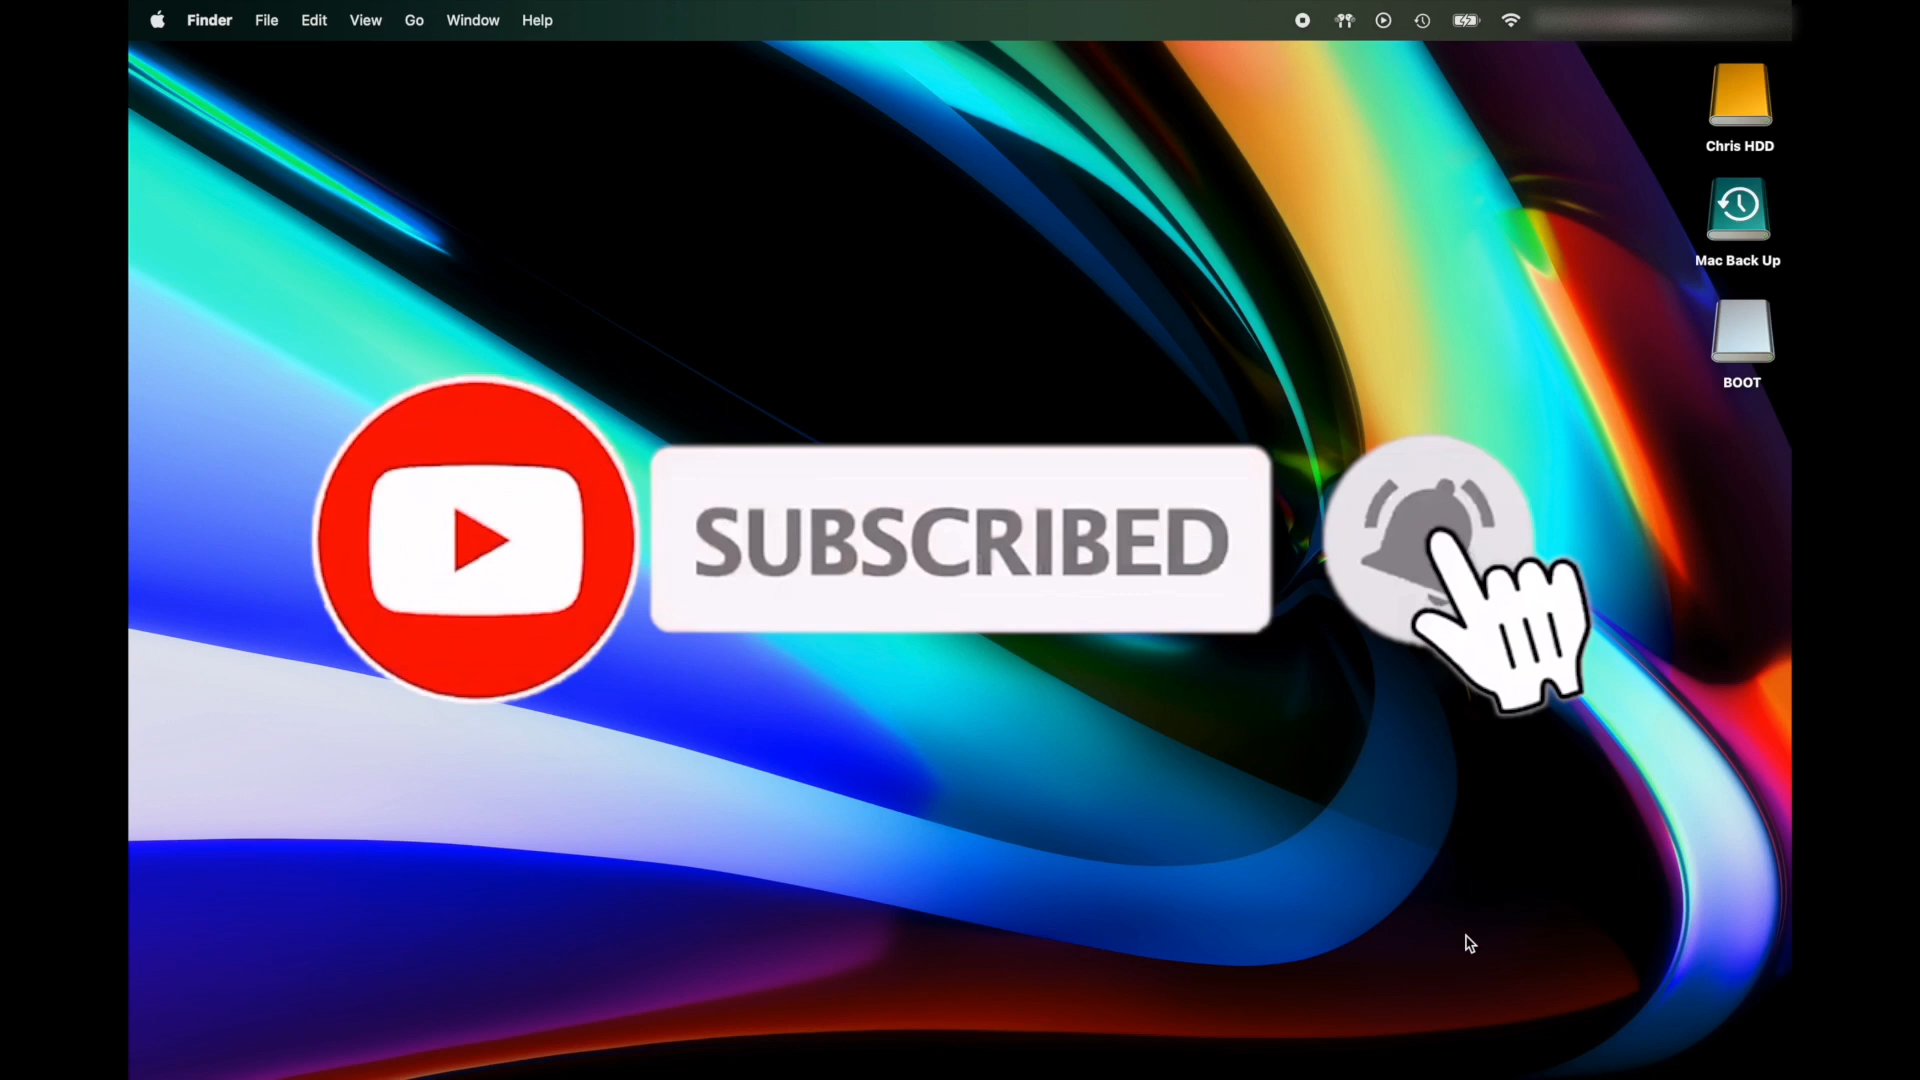 Finder File Edit View Go Window Help
Chris HDD
Mac Back Up
BOOT
SUBSCRIBED